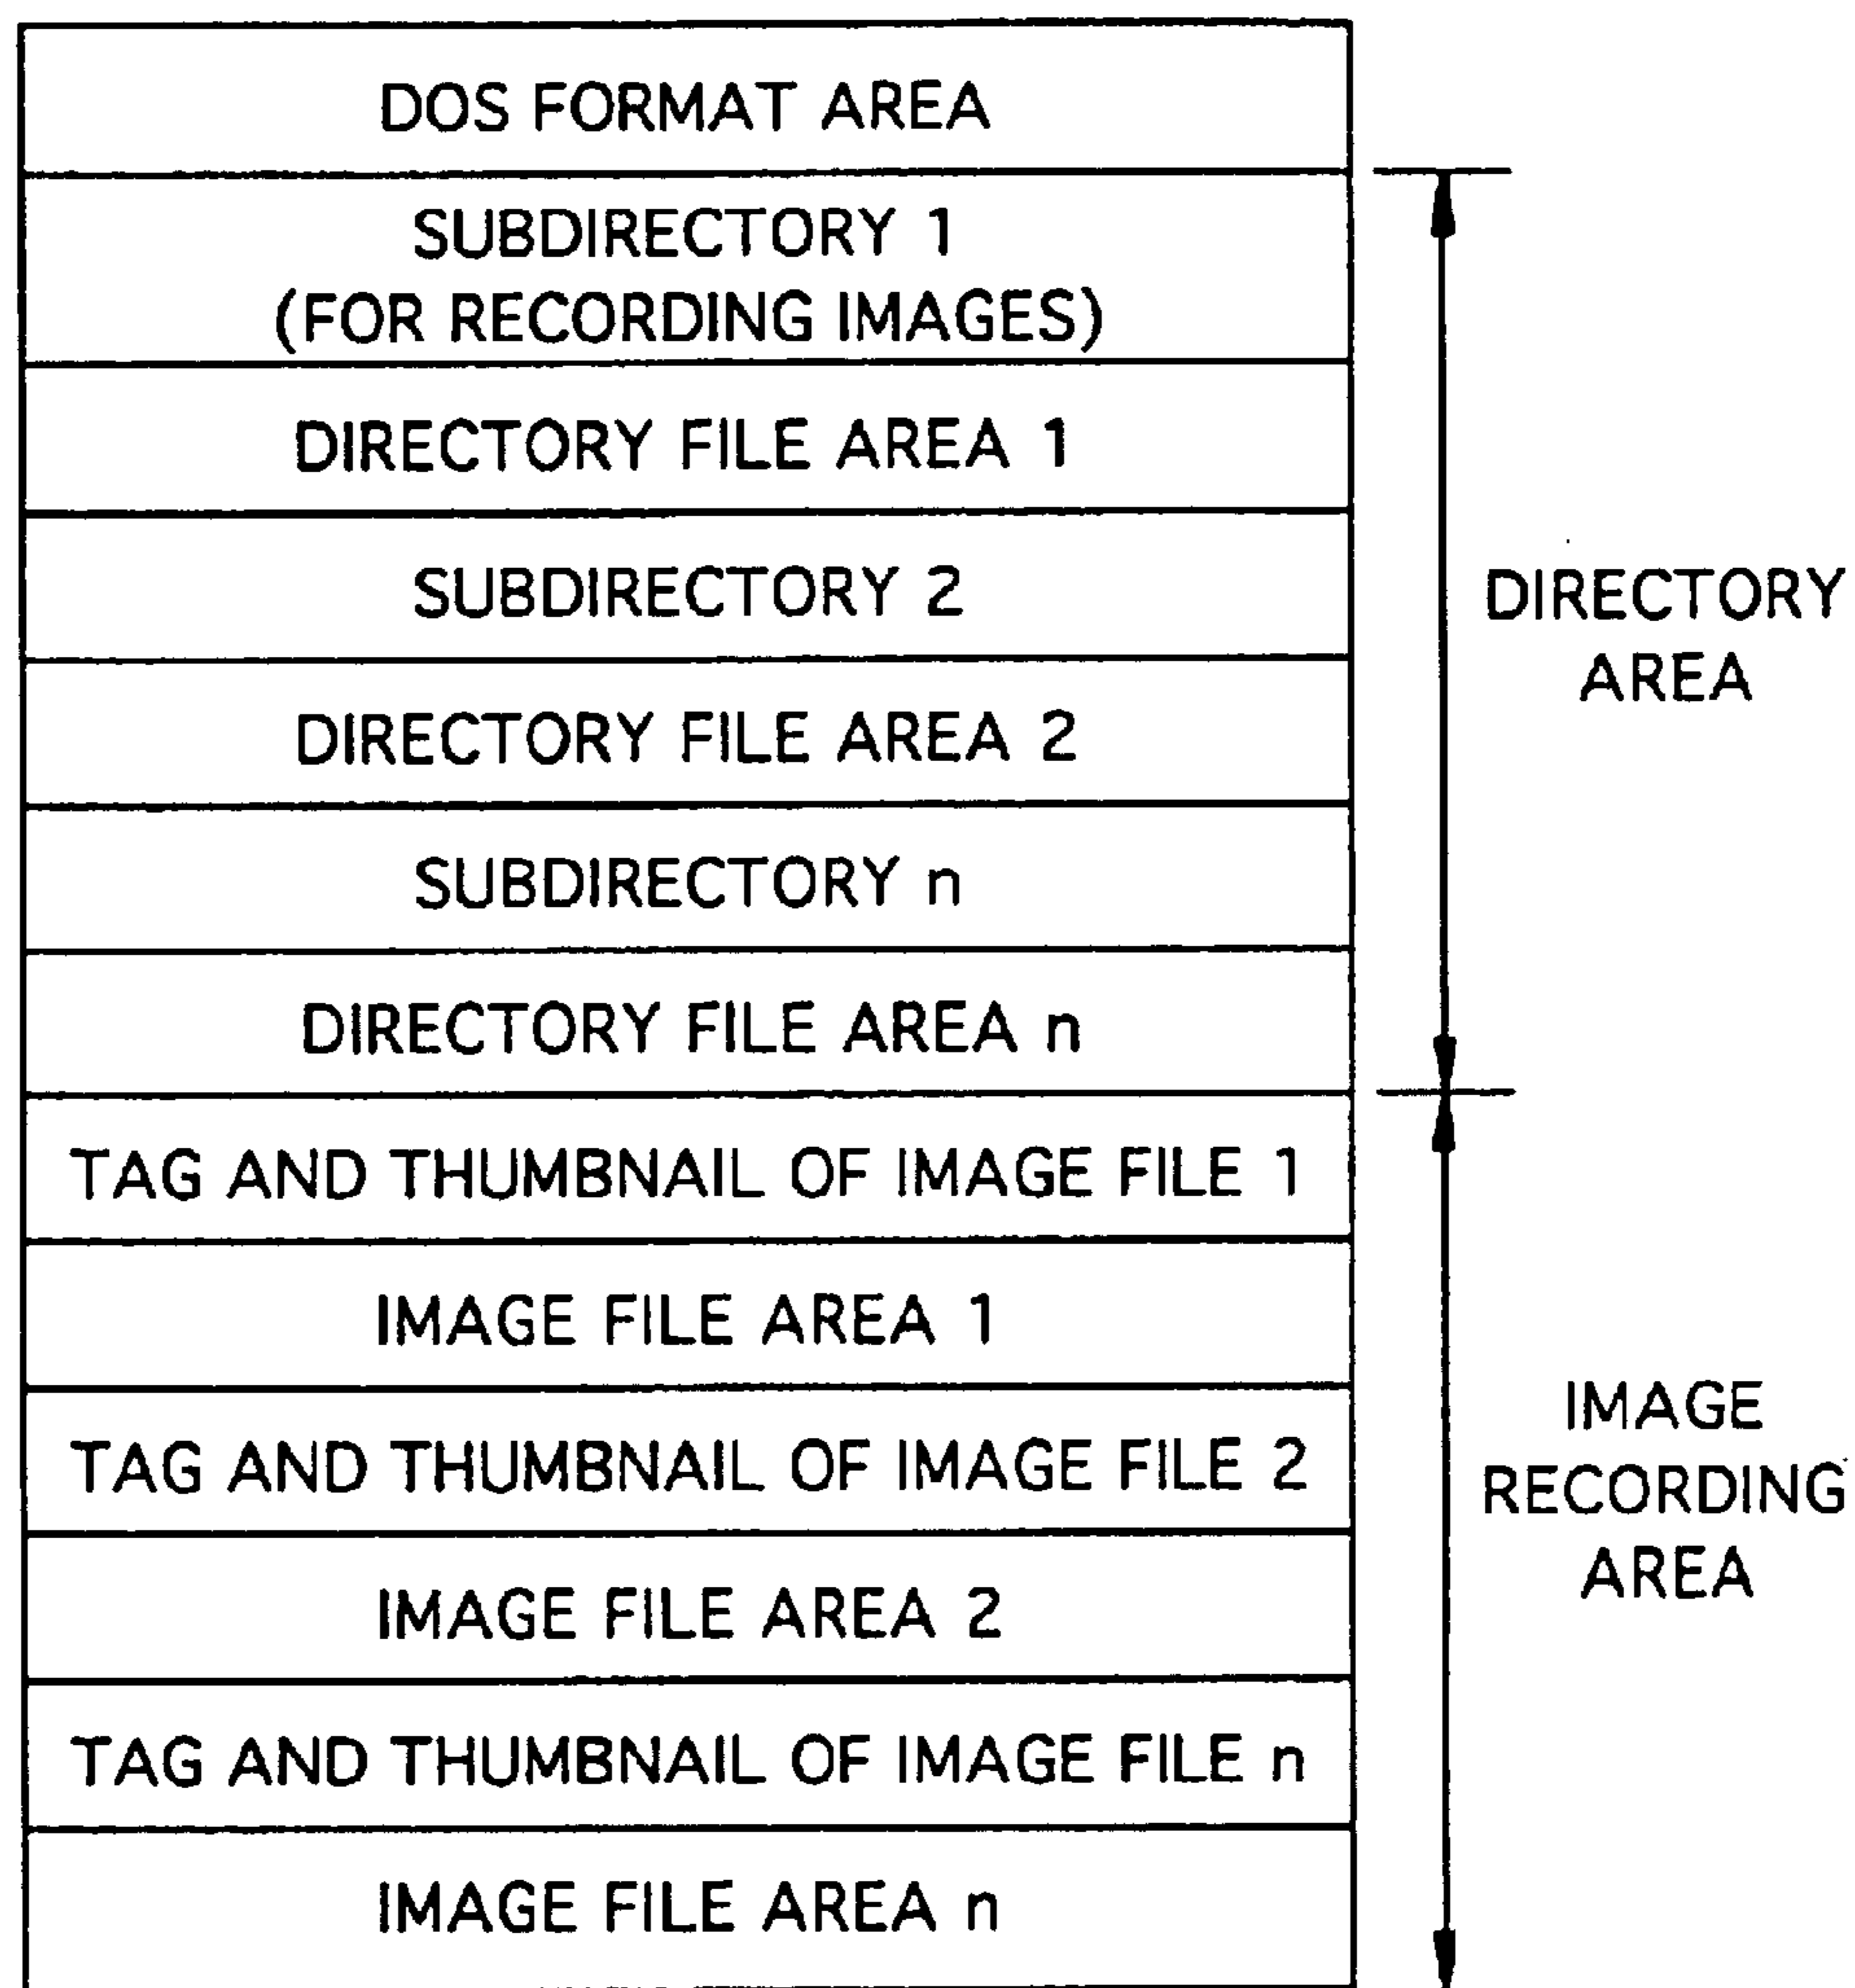 DOS FORMAT AREA
SUBDIRECTORY 1
(FOR RECORDING IMAGES)
DIRECTORY FILE AREA 1
SUBDIRECTORY 2
DIRECTORY FILE AREA 2
SUBDIRECTORY n
DIRECTORY FILE AREA n
TAG AND THUMBNAIL OF IMAGE FILE 1
IMAGE FILE AREA 1
TAG AND THUMBNAIL OF IMAGE FILE 2
IMAGE FILE AREA 2
TAG AND THUMBNAIL OF IMAGE FILE n
IMAGE FILE AREA n
DIRECTORY
AREA
IMAGE
RECORDING
AREA